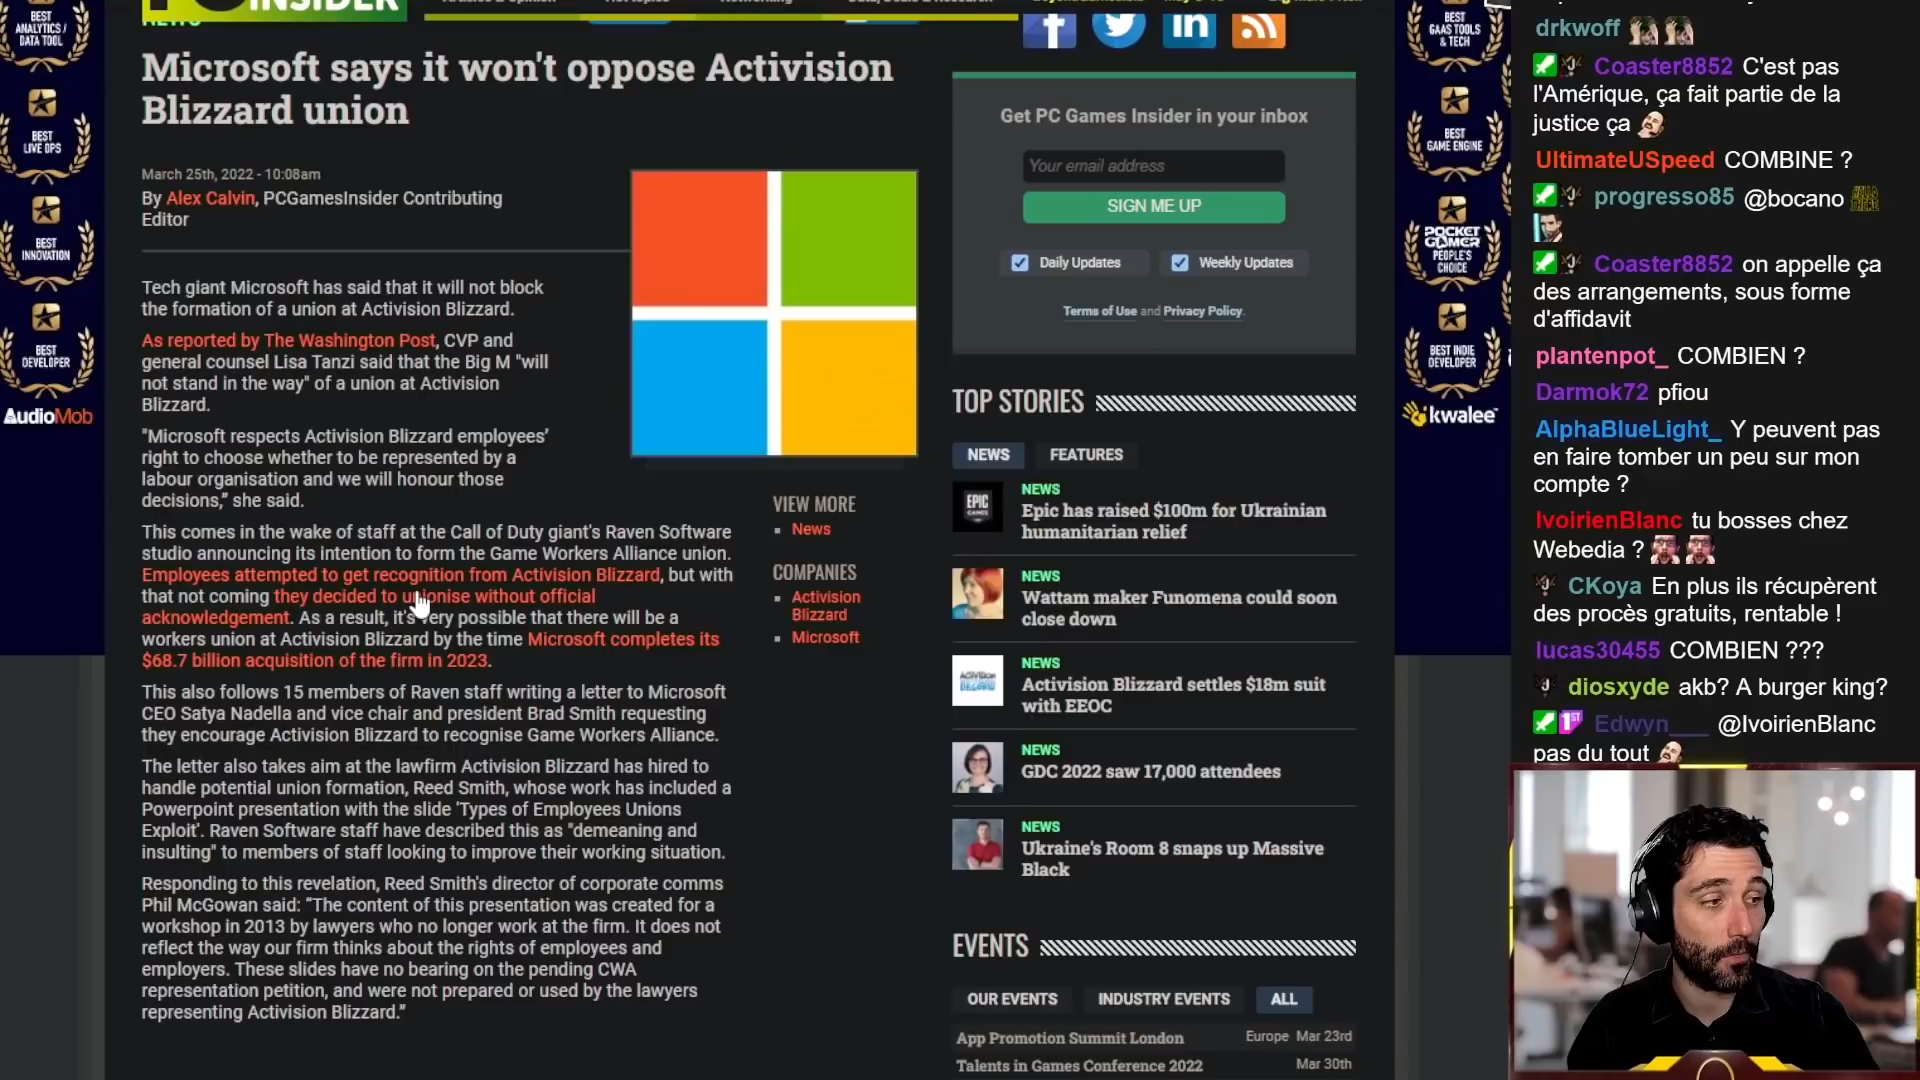 BEST
ANALYTICS /
DATA TOOL
BEST
LIVE OPS
BEST
INNOVATION
BEST
DEVELOPER
AudioMob
INSIDER
NEWS
Microsoft says it won't oppose Activision
Blizzard union
March 25th, 2022 - 10:08am
By Alex Calvin, PCGamesInsider Contributing
Editor
Tech giant Microsoft has said that it will not block
the formation of a union at Activision Blizzard.
As reported by The Washington Post, CVP and
general counsel Lisa Tanzi said that the Big M "will
not stand in the way" of a union at Activision
Blizzard.
"Microsoft respects Activision Blizzard employees’
right to choose whether to be represented by a
labour organisation and we will honour those
decisions,” she said.
This comes in the wake of staff at the Call of Duty giant's Raven Software
studio announcing its intention to form the Game Workers Alliance union.
Employees attempted to get recognition from Activision Blizzard, but with
that not coming they decided to unionise without official
acknowledgement. As a result, it's very possible that there will be a
workers union at Activision Blizzard by the time Microsoft completes its
$68.7 billion acquisition of the firm in 2023.
This also follows 15 members of Raven staff writing a letter to Microsoft
CEO Satya Nadella and vice chair and president Brad Smith requesting
they encourage Activision Blizzard to recognise Game Workers Alliance.
The letter also takes aim at the lawfirm Activision Blizzard has hired to
handle potential union formation, Reed Smith, whose work has included a
Powerpoint presentation with the slide 'Types of Employees Unions
Exploit'. Raven Software staff have described this as "demeaning and
insulting" to members of staff looking to improve their working situation.
Responding to this revelation, Reed Smith's director of corporate comms
Phil McGowan said: “The content of this presentation was created for a
workshop in 2013 by lawyers who no longer work at the firm. It does not
reflect the way our firm thinks about the rights of employees and
employers. These slides have no bearing on the pending CWA
representation petition, and were not prepared or used by the lawyers
representing Activision Blizzard.”
VIEW MORE
News
COMPANIES
Activision
Blizzard
Microsoft
Get PC Games Insider in your inbox
Your email address
SIGN ME UP
Daily Updates
Weekly Updates
Terms of Use and Privacy Policy.
TOP STORIES
NEWS
FEATURES
EPIC
GAMES
NEWS
Epic has raised $100m for Ukrainian
humanitarian relief
NEWS
Wattam maker Funomena could soon
close down
ACTIVISION
BLIZZARD
NEWS
Activision Blizzard settles $18m suit
with EEOC
NEWS
GDC 2022 saw 17,000 attendees
NEWS
Ukraine's Room 8 snaps up Massive
Black
EVENTS
OUR EVENTS
INDUSTRY EVENTS
ALL
App Promotion Summit London
Europe Mar 23rd
Talents in Games Conference 2022
Mar 30th
BEST
GAAS TOOLS
& TECH
BEST
GAME ENGINE
POCKET
GAMER
PEOPLE'S
CHOICE
BEST INDIE
DEVELOPER
kwalee
drkwoff
Coaster8852 C'est pas
l'Amérique, ça fait partie de la
justice ça
UltimateUSpeed COMBINE ?
progresso85 @bocano
Coaster8852 on appelle ça
des arrangements, sous forme
d'affidavit
plantenpot_ COMBIEN ?
Darmok72 pfiou
AlphaBlueLight_ Y peuvent pas
en faire tomber un peu sur mon
compte ?
IvoirienBlanc tu bosses chez
Webedia ?
CKoya En plus ils récupèrent
des procès gratuits, rentable !
lucas30455 COMBIEN ???
diosxyde akb? A burger king?
1ST
Edwyn___ @IvoirienBlanc
pas du tout